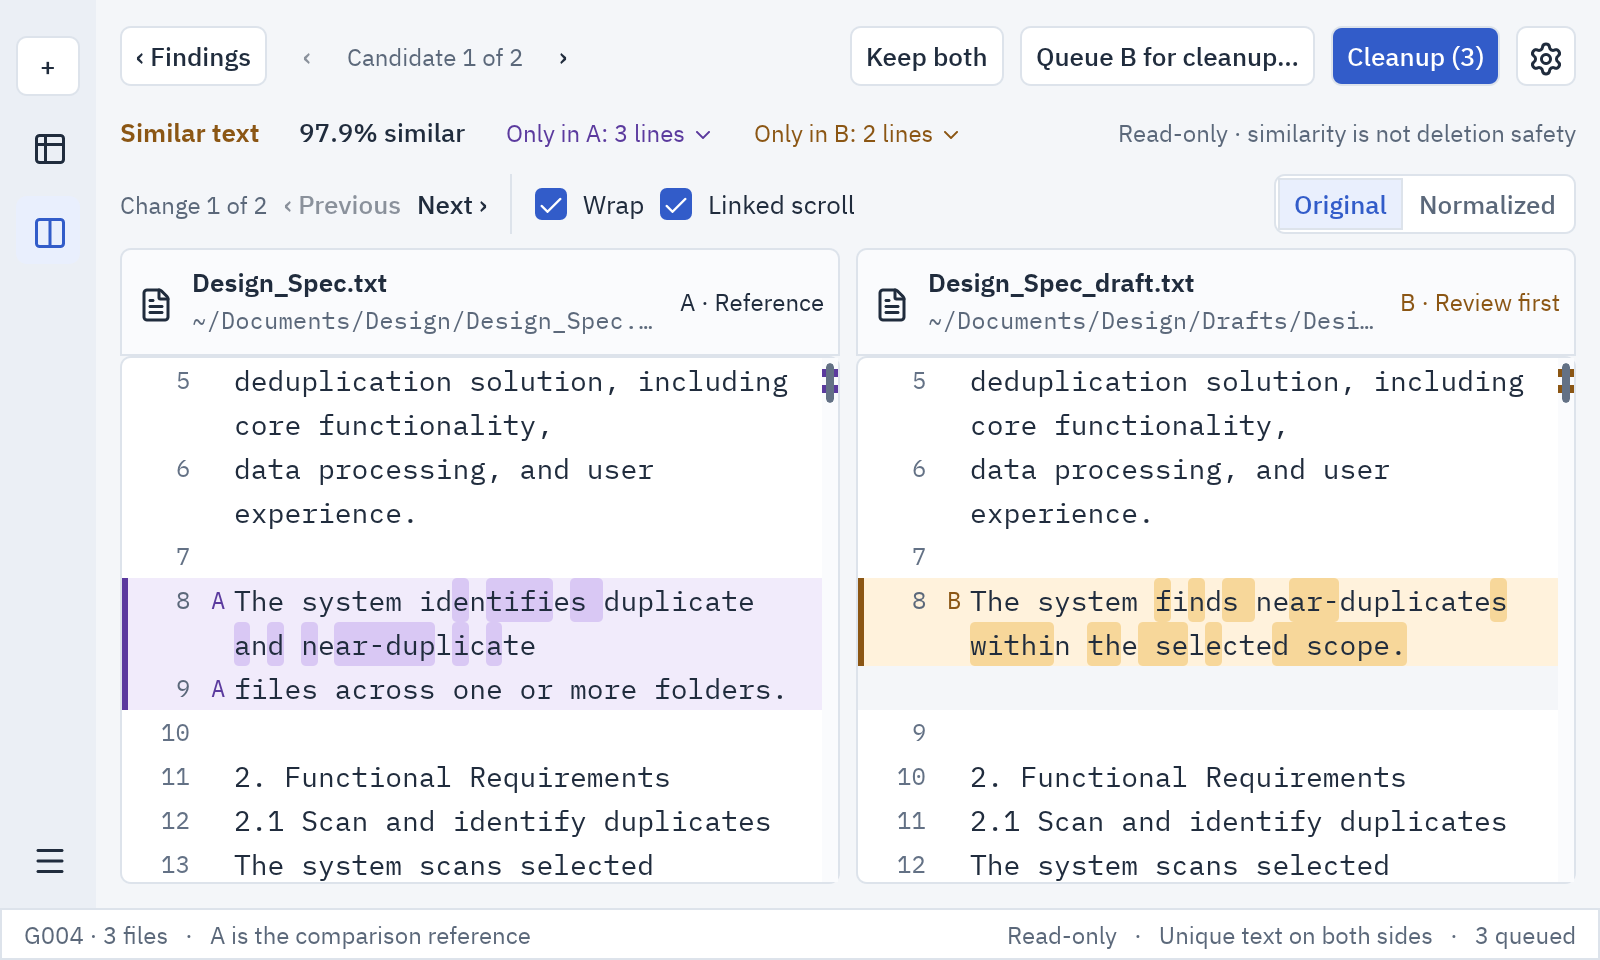 +
‹ Findings
‹ Candidate 1 of 2 ›
Keep both
Queue B for cleanup...
Cleanup (3)
Similar text
97.9% similar
Only in A: 3 lines
Only in B: 2 lines
Read-only · similarity is not deletion safety
Change 1 of 2
‹ Previous
Next ›
Wrap
Linked scroll
Original
Normalized
Design_Spec.txt
~/Documents/Design/Design_Spec.…
A · Reference
5 deduplication solution, including
core functionality,
6 data processing, and user
experience.
7
8 A The system identifies duplicate
and near-duplicate
9 A files across one or more folders.
10
11 2. Functional Requirements
12 2.1 Scan and identify duplicates
13 The system scans selected
Design_Spec_draft.txt
~/Documents/Design/Drafts/Desi…
B · Review first
5 deduplication solution, including
core functionality,
6 data processing, and user
experience.
7
8 B The system finds near-duplicates
within the selected scope.
9
10 2. Functional Requirements
11 2.1 Scan and identify duplicates
12 The system scans selected
G004 · 3 files · A is the comparison reference
Read-only · Unique text on both sides · 3 queued